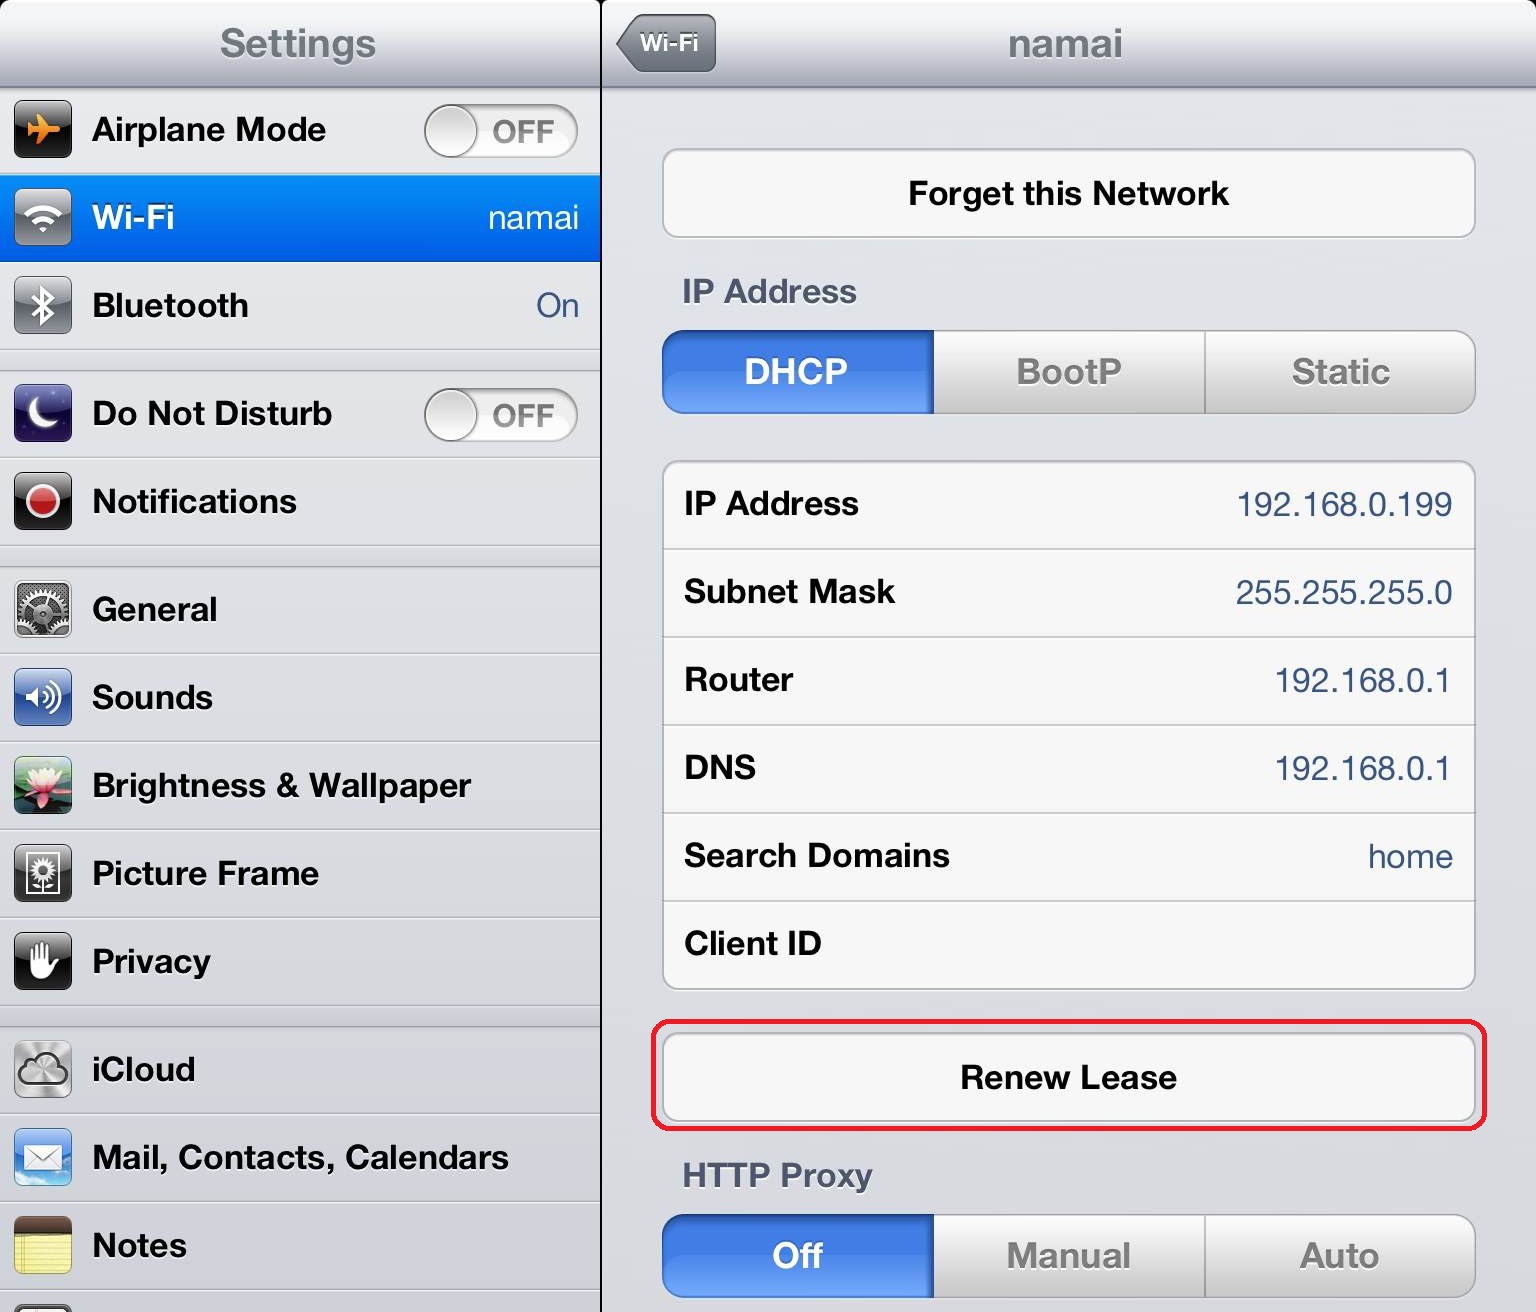 Settings
Airplane Mode OFF
Wi-Fi namai
Bluetooth On
Do Not Disturb OFF
Notifications
General
Sounds
Brightness & Wallpaper
Picture Frame
Privacy
iCloud
Mail, Contacts, Calendars
Notes
Wi-Fi namai
Forget this Network
IP Address
DHCP BootP Static
IP Address 192.168.0.199
Subnet Mask 255.255.255.0
Router 192.168.0.1
DNS 192.168.0.1
Search Domains home
Client ID
Renew Lease
HTTP Proxy
Off Manual Auto